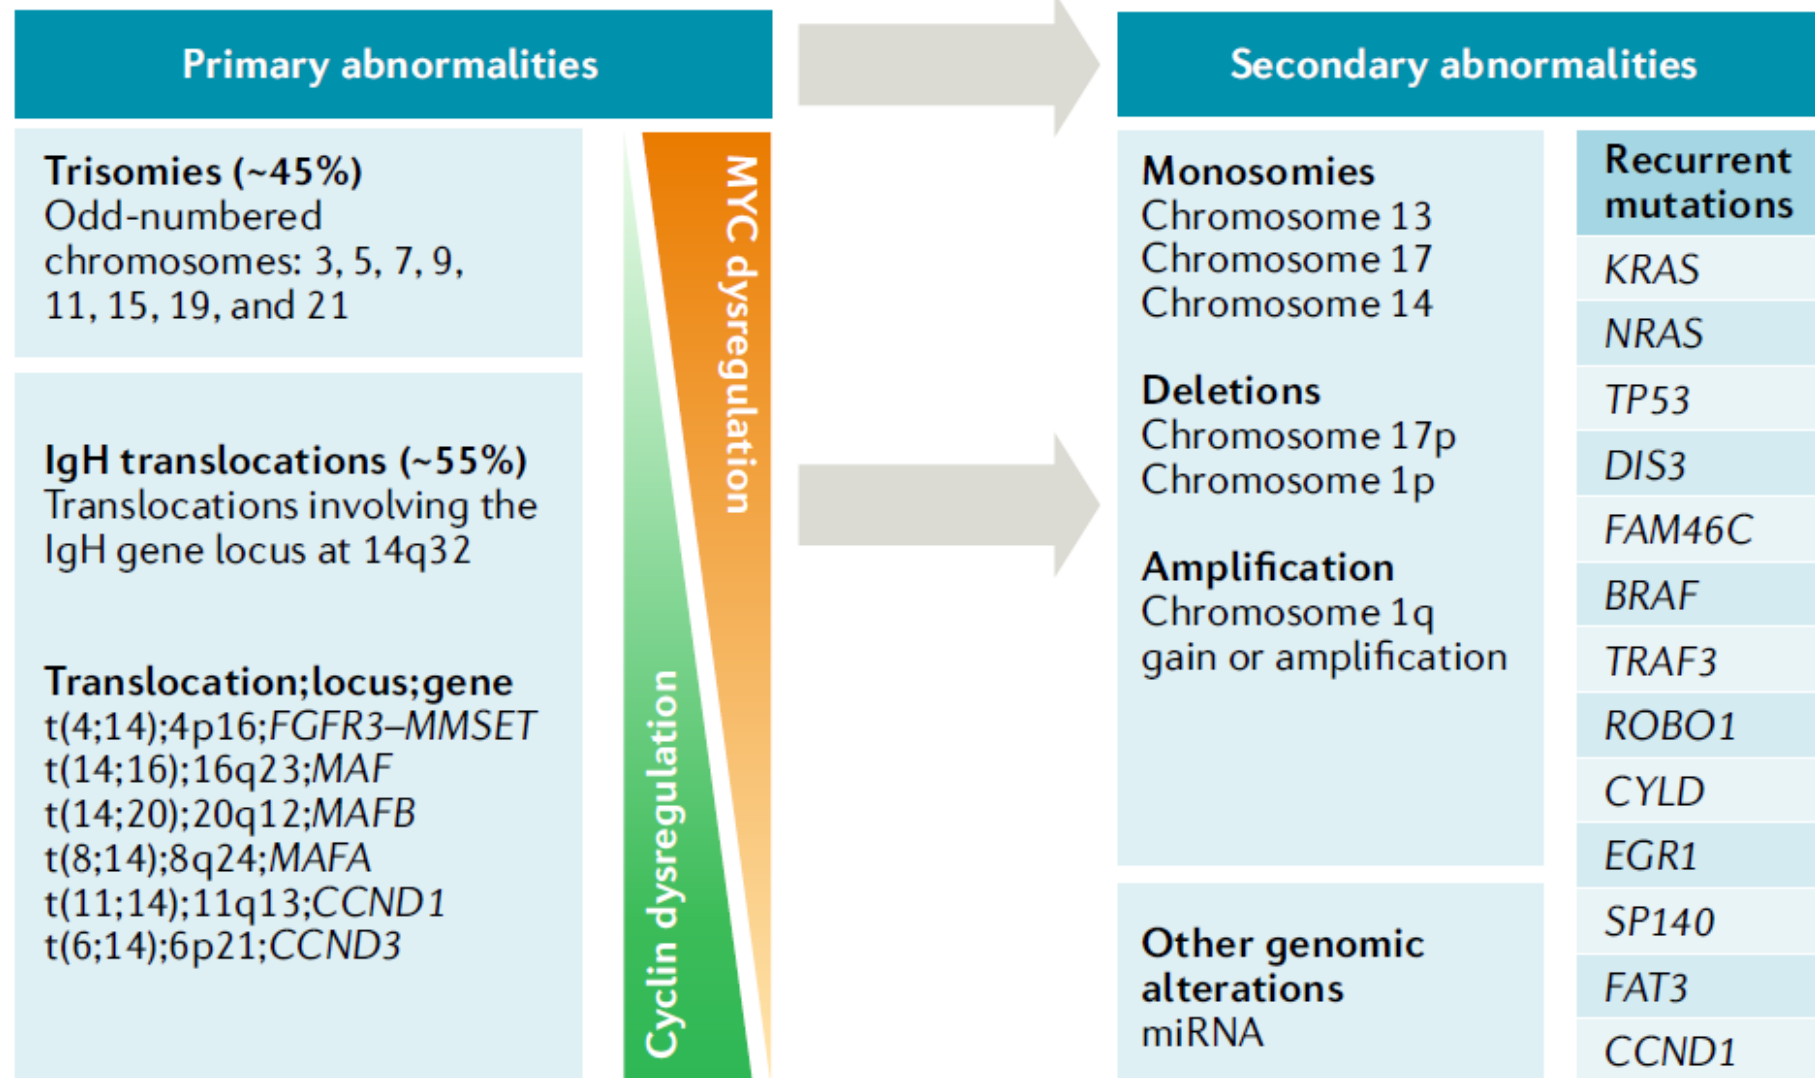 Primary abnormalities
Trisomies (~45%)
Odd-numbered
chromosomes: 3, 5, 7, 9,
11, 15, 19, and 21
IgH translocations (~55%)
Translocations involving the
IgH gene locus at 14q32
Translocation;locus;gene
t(4;14);4p16;FGFR3–MMSET
t(14;16);16q23;MAF
t(14;20);20q12;MAFB
t(8;14);8q24;MAFA
t(11;14);11q13;CCND1
t(6;14);6p21;CCND3
Cyclin dysregulation
MYC dysregulation
Secondary abnormalities
Monosomies
Chromosome 13
Chromosome 17
Chromosome 14
Deletions
Chromosome 17p
Chromosome 1p
Amplification
Chromosome 1q
gain or amplification
Other genomic
alterations
miRNA
Recurrent
mutations
KRAS
NRAS
TP53
DIS3
FAM46C
BRAF
TRAF3
ROBO1
CYLD
EGR1
SP140
FAT3
CCND1